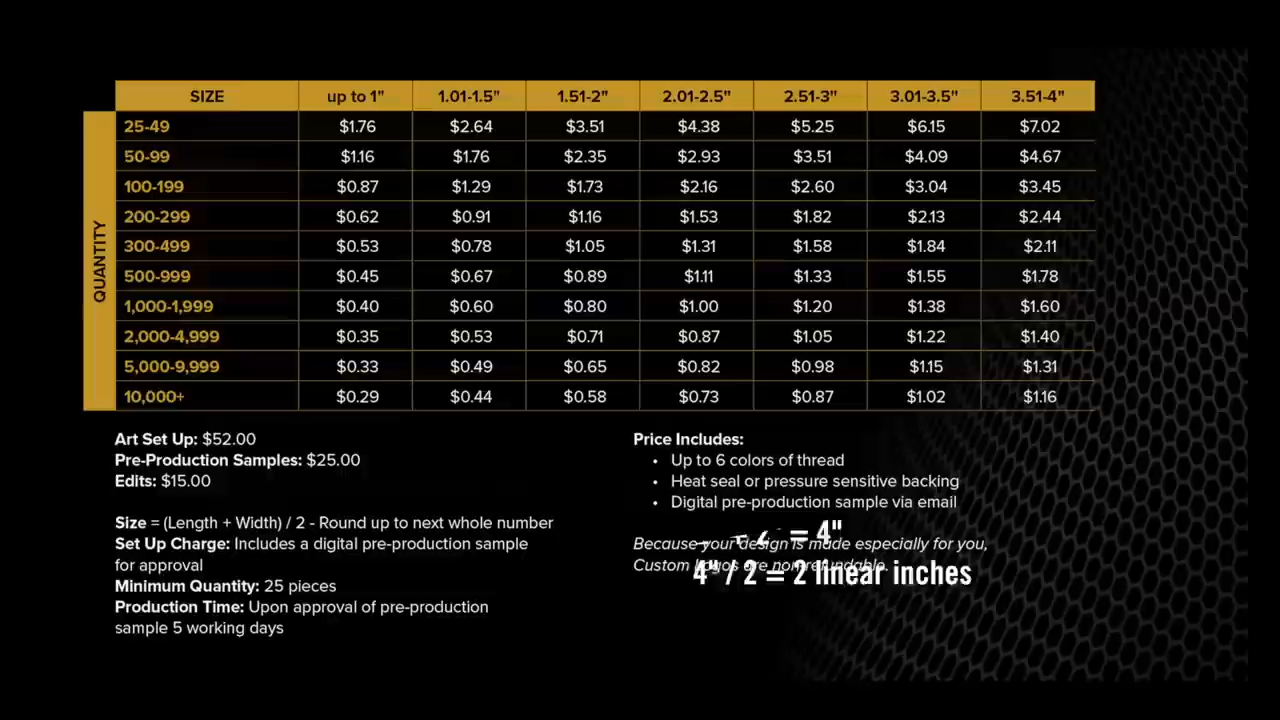 SIZE up to 1" 1.01-1.5" 1.51-2" 2.01-2.5" 2.51-3" 3.01-3.5" 3.51-4"
QUANTITY
25-49 $1.76 $2.64 $3.51 $4.38 $5.25 $6.15 $7.02
50-99 $1.16 $1.76 $2.35 $2.93 $3.51 $4.09 $4.67
100-199 $0.87 $1.29 $1.73 $2.16 $2.60 $3.04 $3.45
200-299 $0.62 $0.91 $1.16 $1.53 $1.82 $2.13 $2.44
300-499 $0.53 $0.78 $1.05 $1.31 $1.58 $1.84 $2.11
500-999 $0.45 $0.67 $0.89 $1.11 $1.33 $1.55 $1.78
1,000-1,999 $0.40 $0.60 $0.80 $1.00 $1.20 $1.38 $1.60
2,000-4,999 $0.35 $0.53 $0.71 $0.87 $1.05 $1.22 $1.40
5,000-9,999 $0.33 $0.49 $0.65 $0.82 $0.98 $1.15 $1.31
10,000+ $0.29 $0.44 $0.58 $0.73 $0.87 $1.02 $1.16
Art Set Up: $52.00
Pre-Production Samples: $25.00
Edits: $15.00
Size = (Length + Width) / 2 - Round up to next whole number
Set Up Charge: Includes a digital pre-production sample
for approval
Minimum Quantity: 25 pieces
Production Time: Upon approval of pre-production
sample 5 working days
Price Includes:
• Up to 6 colors of thread
• Heat seal or pressure sensitive backing
• Digital pre-production sample via email
Because your design is made especially for you,
Custom Logos are nonrefundable.
= 4"
4" / 2 = 2 linear inches